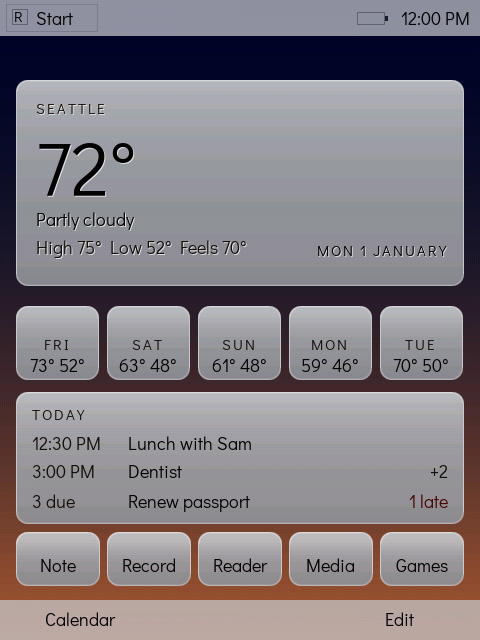 R Start 12:00 PM
SEATTLE
72°
Partly cloudy
High 75° Low 52° Feels 70°
MON 1 JANUARY
FRI SAT SUN MON TUE
73° 52° 63° 48° 61° 48° 59° 46° 70° 50°
TODAY
12:30 PM Lunch with Sam
3:00 PM Dentist +2
3 due Renew passport 1 late
Note Record Reader Media Games
Calendar Edit